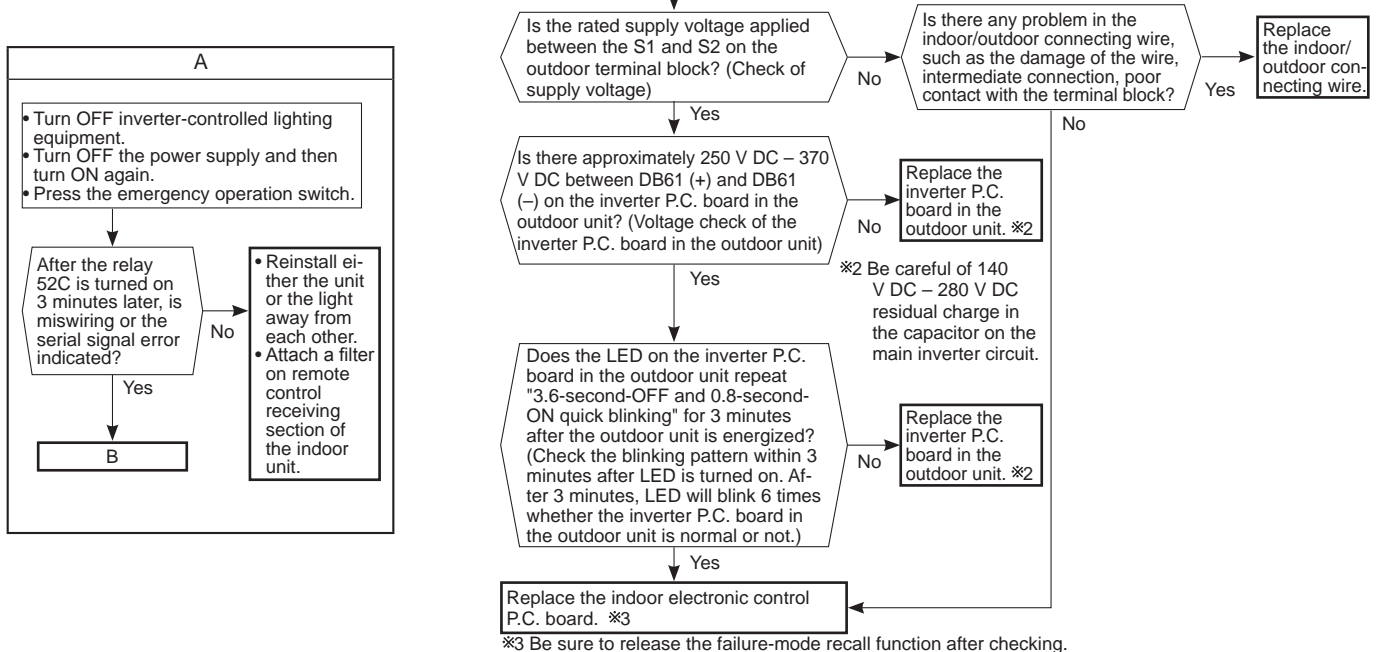 A
• Turn OFF inverter-controlled lighting
equipment.
• Turn OFF the power supply and then
turn ON again.
• Press the emergency operation switch.
After the relay
52C is turned on
3 minutes later, is
miswiring or the
serial signal error
indicated?
No
• Reinstall ei-
ther the unit
or the light
away from
each other.
• Attach a filter
on remote
control
receiving
section of
the indoor
unit.
Yes
B
Is the rated supply voltage applied
between the S1 and S2 on the
outdoor terminal block? (Check of
supply voltage)
No
Is there any problem in the
indoor/outdoor connecting wire,
such as the damage of the wire,
intermediate connection, poor
contact with the terminal block?
Yes
Replace
the indoor/
outdoor con-
necting wire.
Yes
No
Is there approximately 250 V DC – 370
V DC between DB61 (+) and DB61
(–) on the inverter P.C. board in the
outdoor unit? (Voltage check of the
inverter P.C. board in the outdoor unit)
No
Replace the
inverter P.C.
board in the
outdoor unit. ※2
※2 Be careful of 140
V DC – 280 V DC
residual charge in
the capacitor on the
main inverter circuit.
Yes
Does the LED on the inverter P.C.
board in the outdoor unit repeat
"3.6-second-OFF and 0.8-second-
ON quick blinking" for 3 minutes
after the outdoor unit is energized?
(Check the blinking pattern within 3
minutes after LED is turned on. Af-
ter 3 minutes, LED will blink 6 times
whether the inverter P.C. board in
the outdoor unit is normal or not.)
No
Replace the
inverter P.C.
board in the
outdoor unit. ※2
Yes
Replace the indoor electronic control
P.C. board. ※3
※3 Be sure to release the failure-mode recall function after checking.